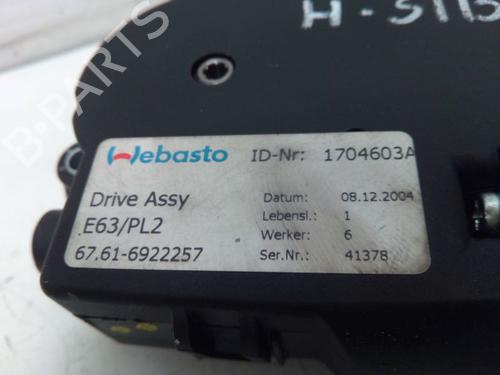 H-SIB
B-PARTS
Webasto ID-Nr: 1704603A
Drive Assy
E63/PL2
67.61-6922257
Datum: 08.12.2004
Lebensl.: 1
Werker: 6
Ser.Nr.: 41378